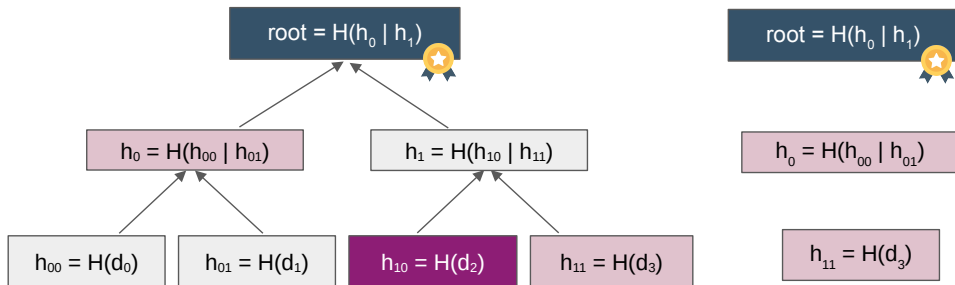 root = H(h₀ | h₁)
root = H(h₀ | h₁)
h₀ = H(h₀₀ | h₀₁)
h₁ = H(h₁₀ | h₁₁)
h₀ = H(h₀₀ | h₀₁)
h₀₀ = H(d₀)
h₀₁ = H(d₁)
h₁₀ = H(d₂)
h₁₁ = H(d₃)
h₁₁ = H(d₃)